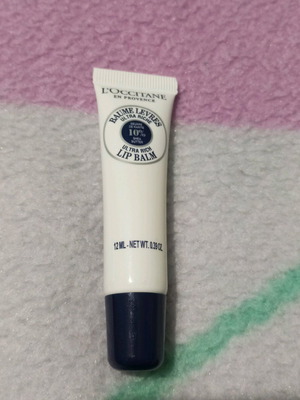 L'OCCITANE
EN PROVENCE
BAUME LÈVRES
ULTRA RICHE
10%
ULTRA RICH
LIP BALM
12 ML - NET WT. 0.39 OZ.